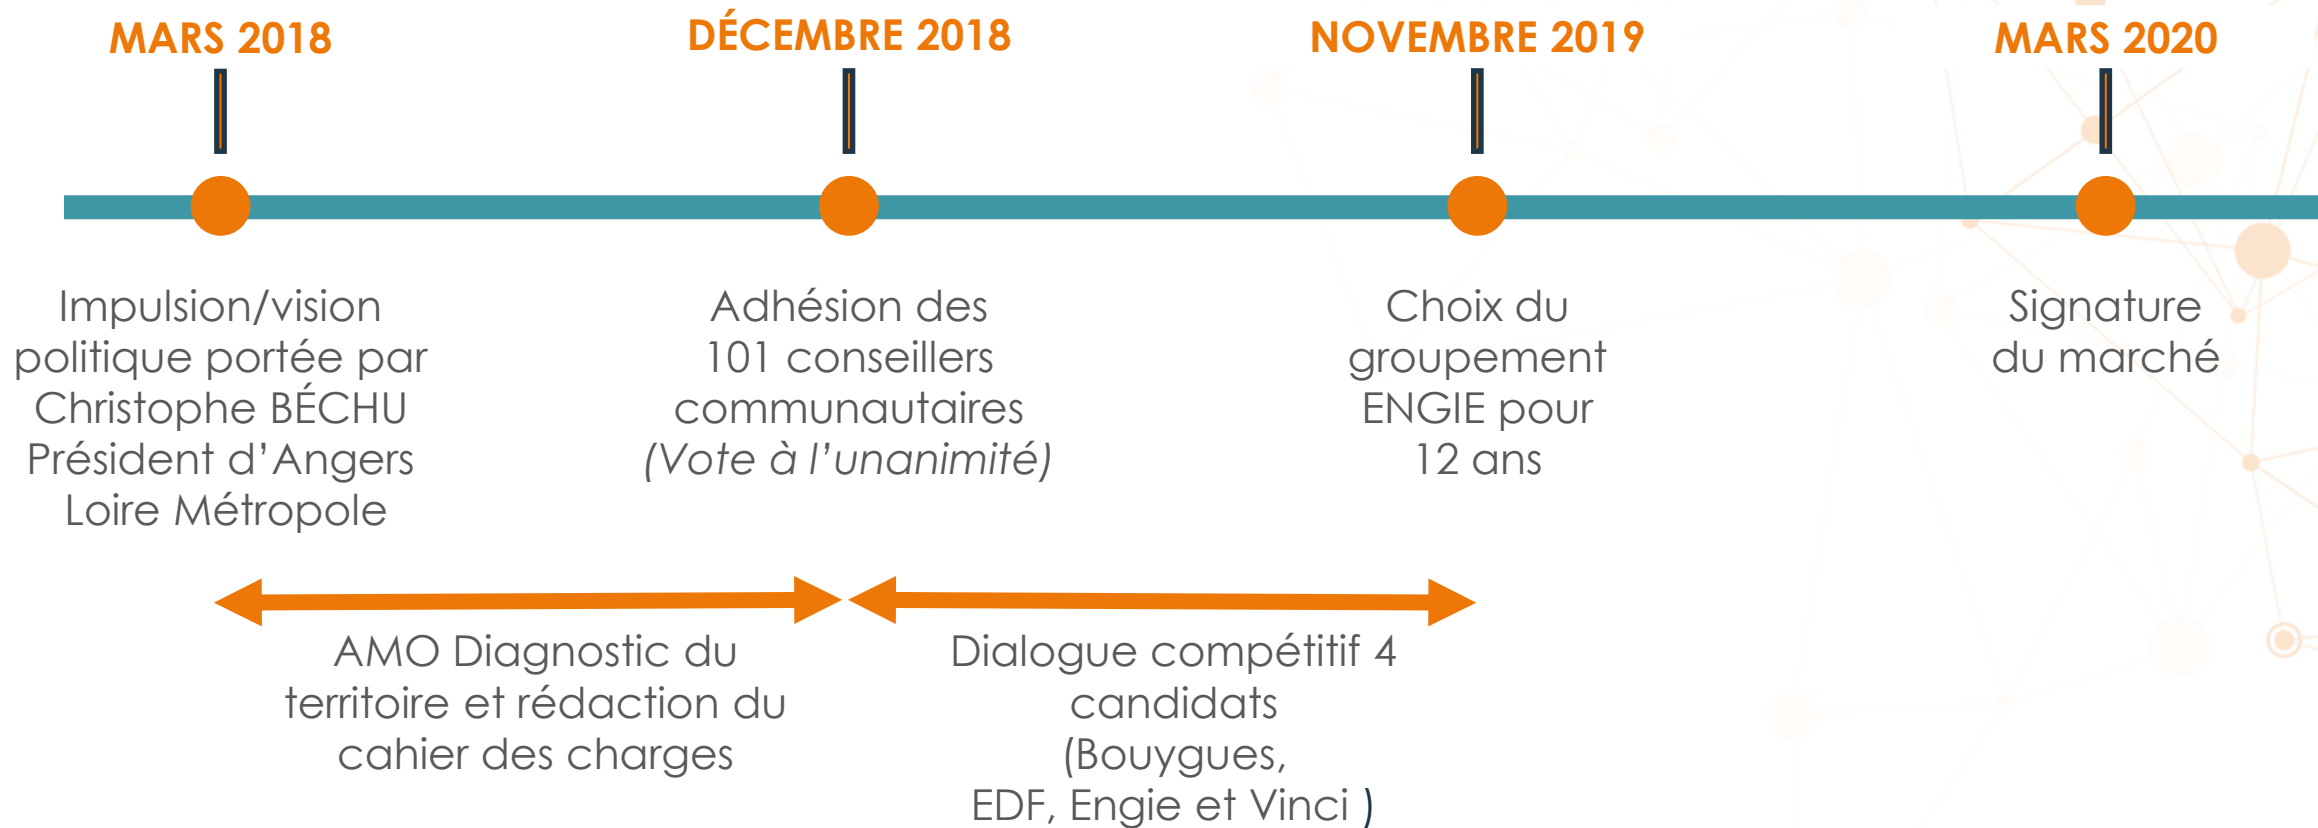 MARS 2018
DÉCEMBRE 2018
NOVEMBRE 2019
MARS 2020
Impulsion/vision
politique portée par
Christophe BÉCHU
Président d’Angers
Loire Métropole
Adhésion des
101 conseillers
communautaires
(Vote à l’unanimité)
Choix du
groupement
ENGIE pour
12 ans
Signature
du marché
AMO Diagnostic du
territoire et rédaction du
cahier des charges
Dialogue compétitif 4
candidats
(Bouygues,
EDF, Engie et Vinci )